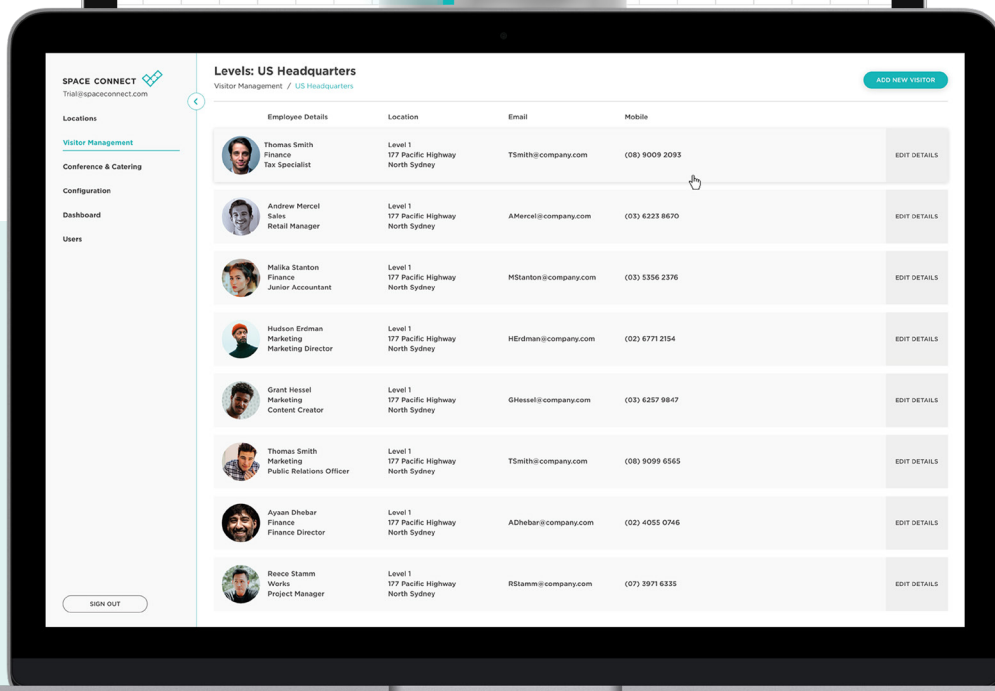 SPACE CONNECT
Trial@spaceconnect.com
Locations
Visitor Management
Conference & Catering
Configuration
Dashboard
Users
SIGN OUT
Levels: US Headquarters
Visitor Management / US Headquarters
ADD NEW VISITOR
Employee Details Location Email Mobile
Thomas Smith Level 1
Finance 177 Pacific Highway TSmith@company.com (08) 9009 2093 EDIT DETAILS
Tax Specialist North Sydney
Andrew Mercel Level 1
Sales 177 Pacific Highway AMercel@company.com (03) 6223 8670 EDIT DETAILS
Retail Manager North Sydney
Malika Stanton Level 1
Finance 177 Pacific Highway MStanton@company.com (03) 5356 2376 EDIT DETAILS
Junior Accountant North Sydney
Hudson Erdman Level 1
Marketing 177 Pacific Highway HErdman@company.com (02) 6771 2154 EDIT DETAILS
Marketing Director North Sydney
Grant Hessel Level 1
Marketing 177 Pacific Highway GHessel@company.com (03) 6257 9847 EDIT DETAILS
Content Creator North Sydney
Thomas Smith Level 1
Marketing 177 Pacific Highway TSmith@company.com (08) 9099 6565 EDIT DETAILS
Public Relations Officer North Sydney
Ayaan Dhebar Level 1
Finance 177 Pacific Highway ADhebar@company.com (02) 4055 0746 EDIT DETAILS
Finance Director North Sydney
Reece Stamm Level 1
Works 177 Pacific Highway RStamm@company.com (07) 3971 6335 EDIT DETAILS
Project Manager North Sydney